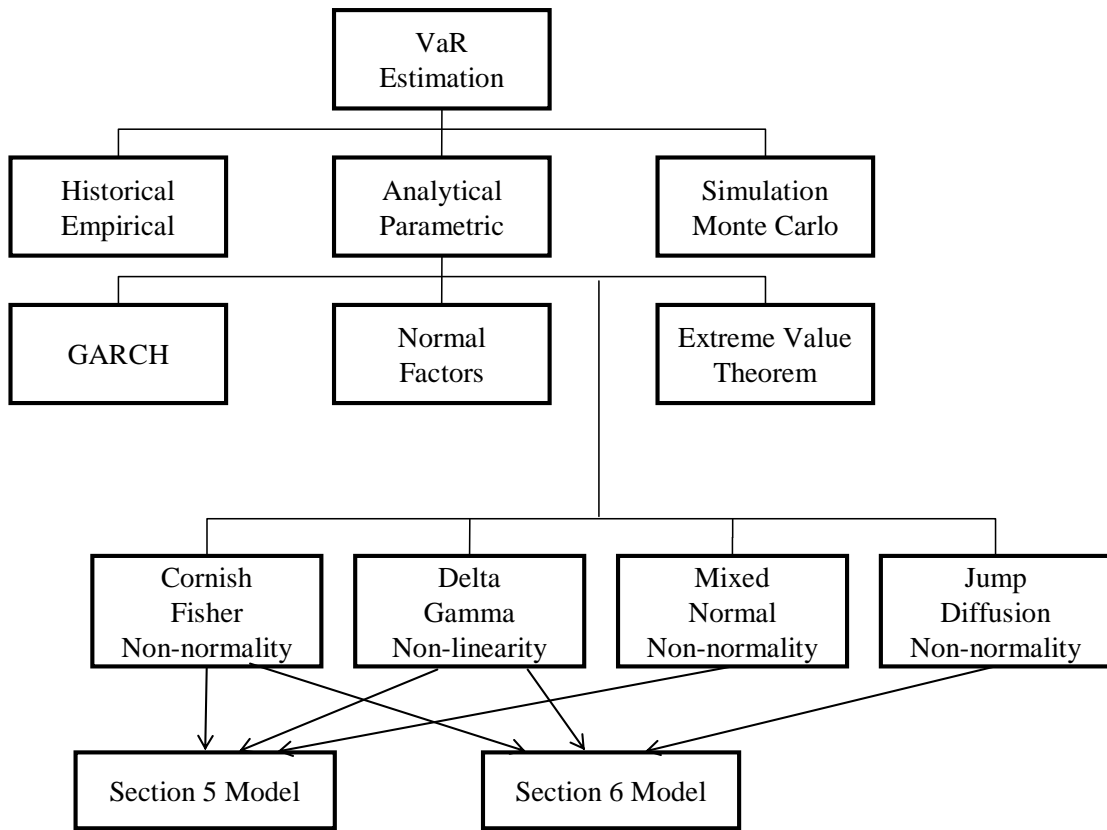 VaR
Estimation
Historical
Empirical
Analytical
Parametric
Simulation
Monte Carlo
GARCH
Normal
Factors
Extreme Value
Theorem
Cornish
Fisher
Non-normality
Delta
Gamma
Non-linearity
Mixed
Normal
Non-normality
Jump
Diffusion
Non-normality
Section 5 Model
Section 6 Model